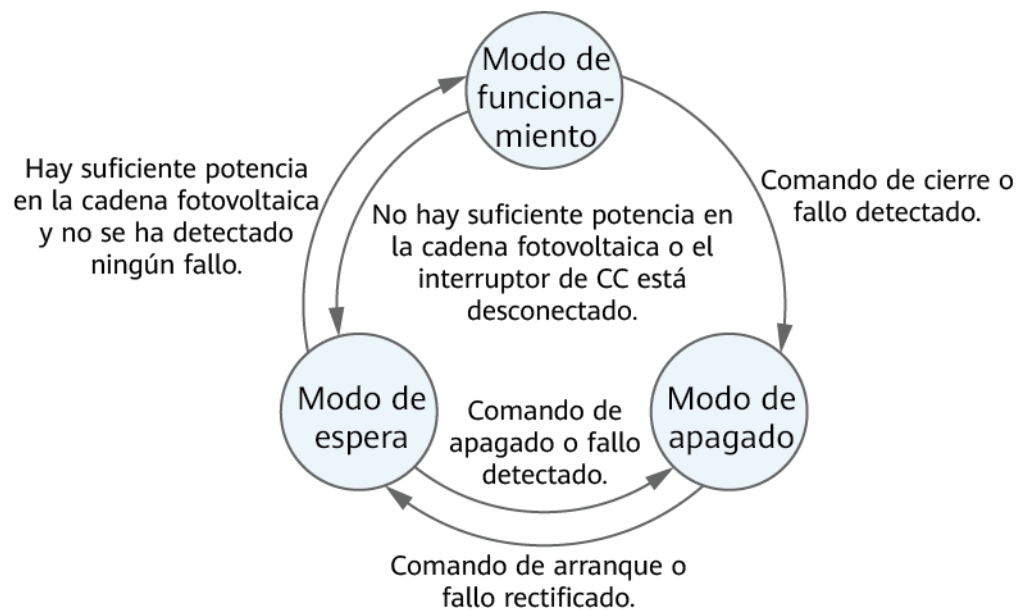 Modo de
funciona-
miento
Hay suficiente potencia
en la cadena fotovoltaica
y no se ha detectado
ningún fallo.
Comando de cierre o
fallo detectado.
No hay suficiente potencia en
la cadena fotovoltaica o el
interruptor de CC está
desconectado.
Modo de
espera
Comando de
apagado o fallo
detectado.
Modo de
apagado
Comando de arranque o
fallo rectificado.